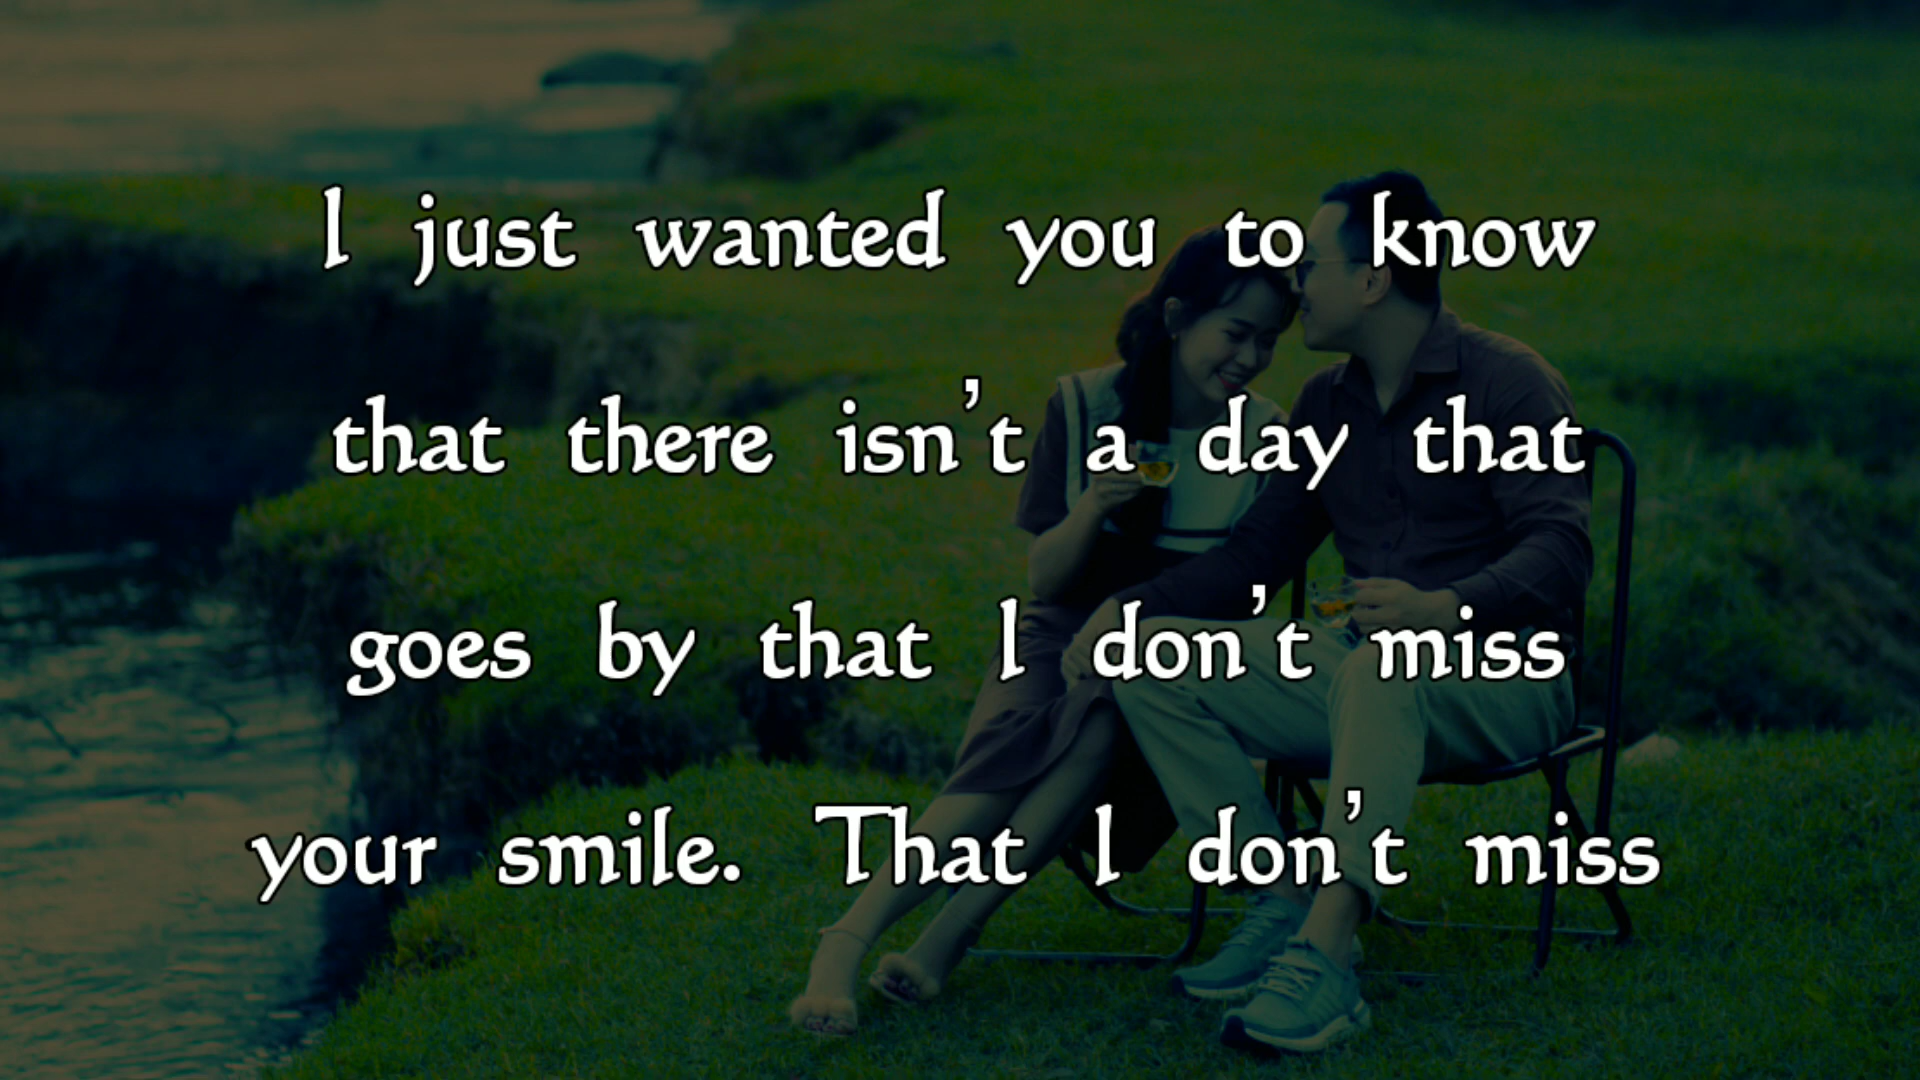 I just wanted you to know
that there isn't a day that
goes by that I don't miss
your smile. That I don't miss